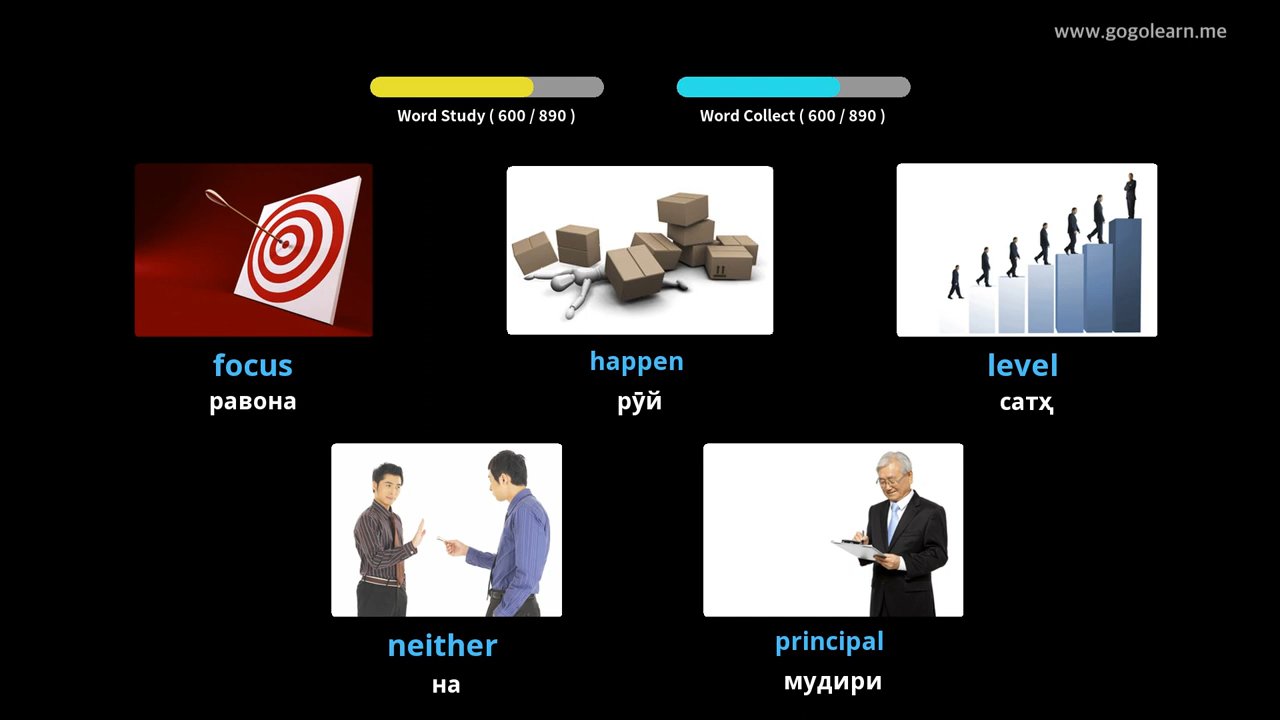 www.gogolearn.me
Word Study ( 600 / 890 )
Word Collect ( 600 / 890 )
focus
равона
happen
рӯй
level
сатҳ
neither
на
principal
мудири